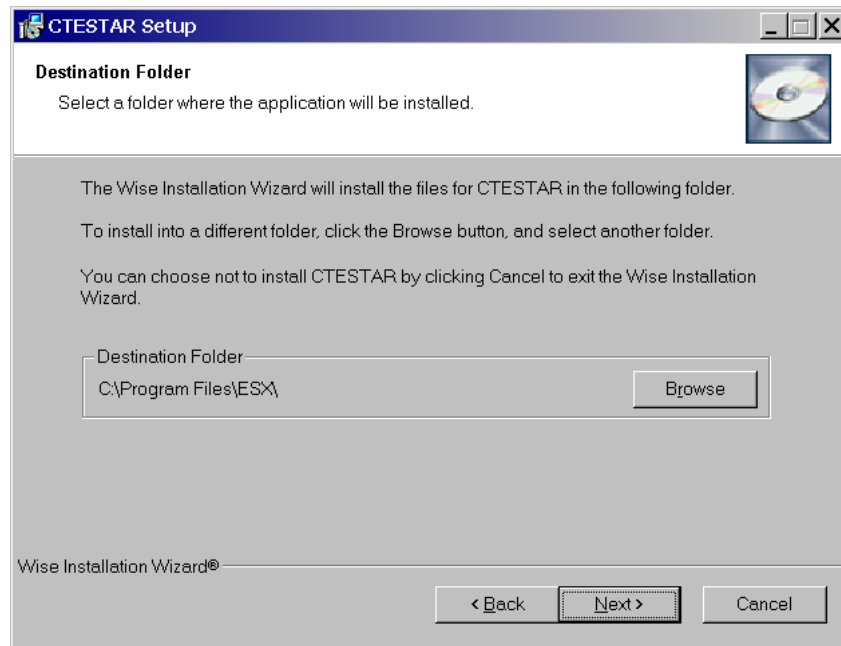 CTESTAR Setup
Destination Folder
Select a folder where the application will be installed.
The Wise Installation Wizard will install the files for CTESTAR in the following folder.
To install into a different folder, click the Browse button, and select another folder.
You can choose not to install CTESTAR by clicking Cancel to exit the Wise Installation
Wizard.
Destination Folder
C:\Program Files\ESX\
Browse
Wise Installation Wizard®
< Back
Next >
Cancel